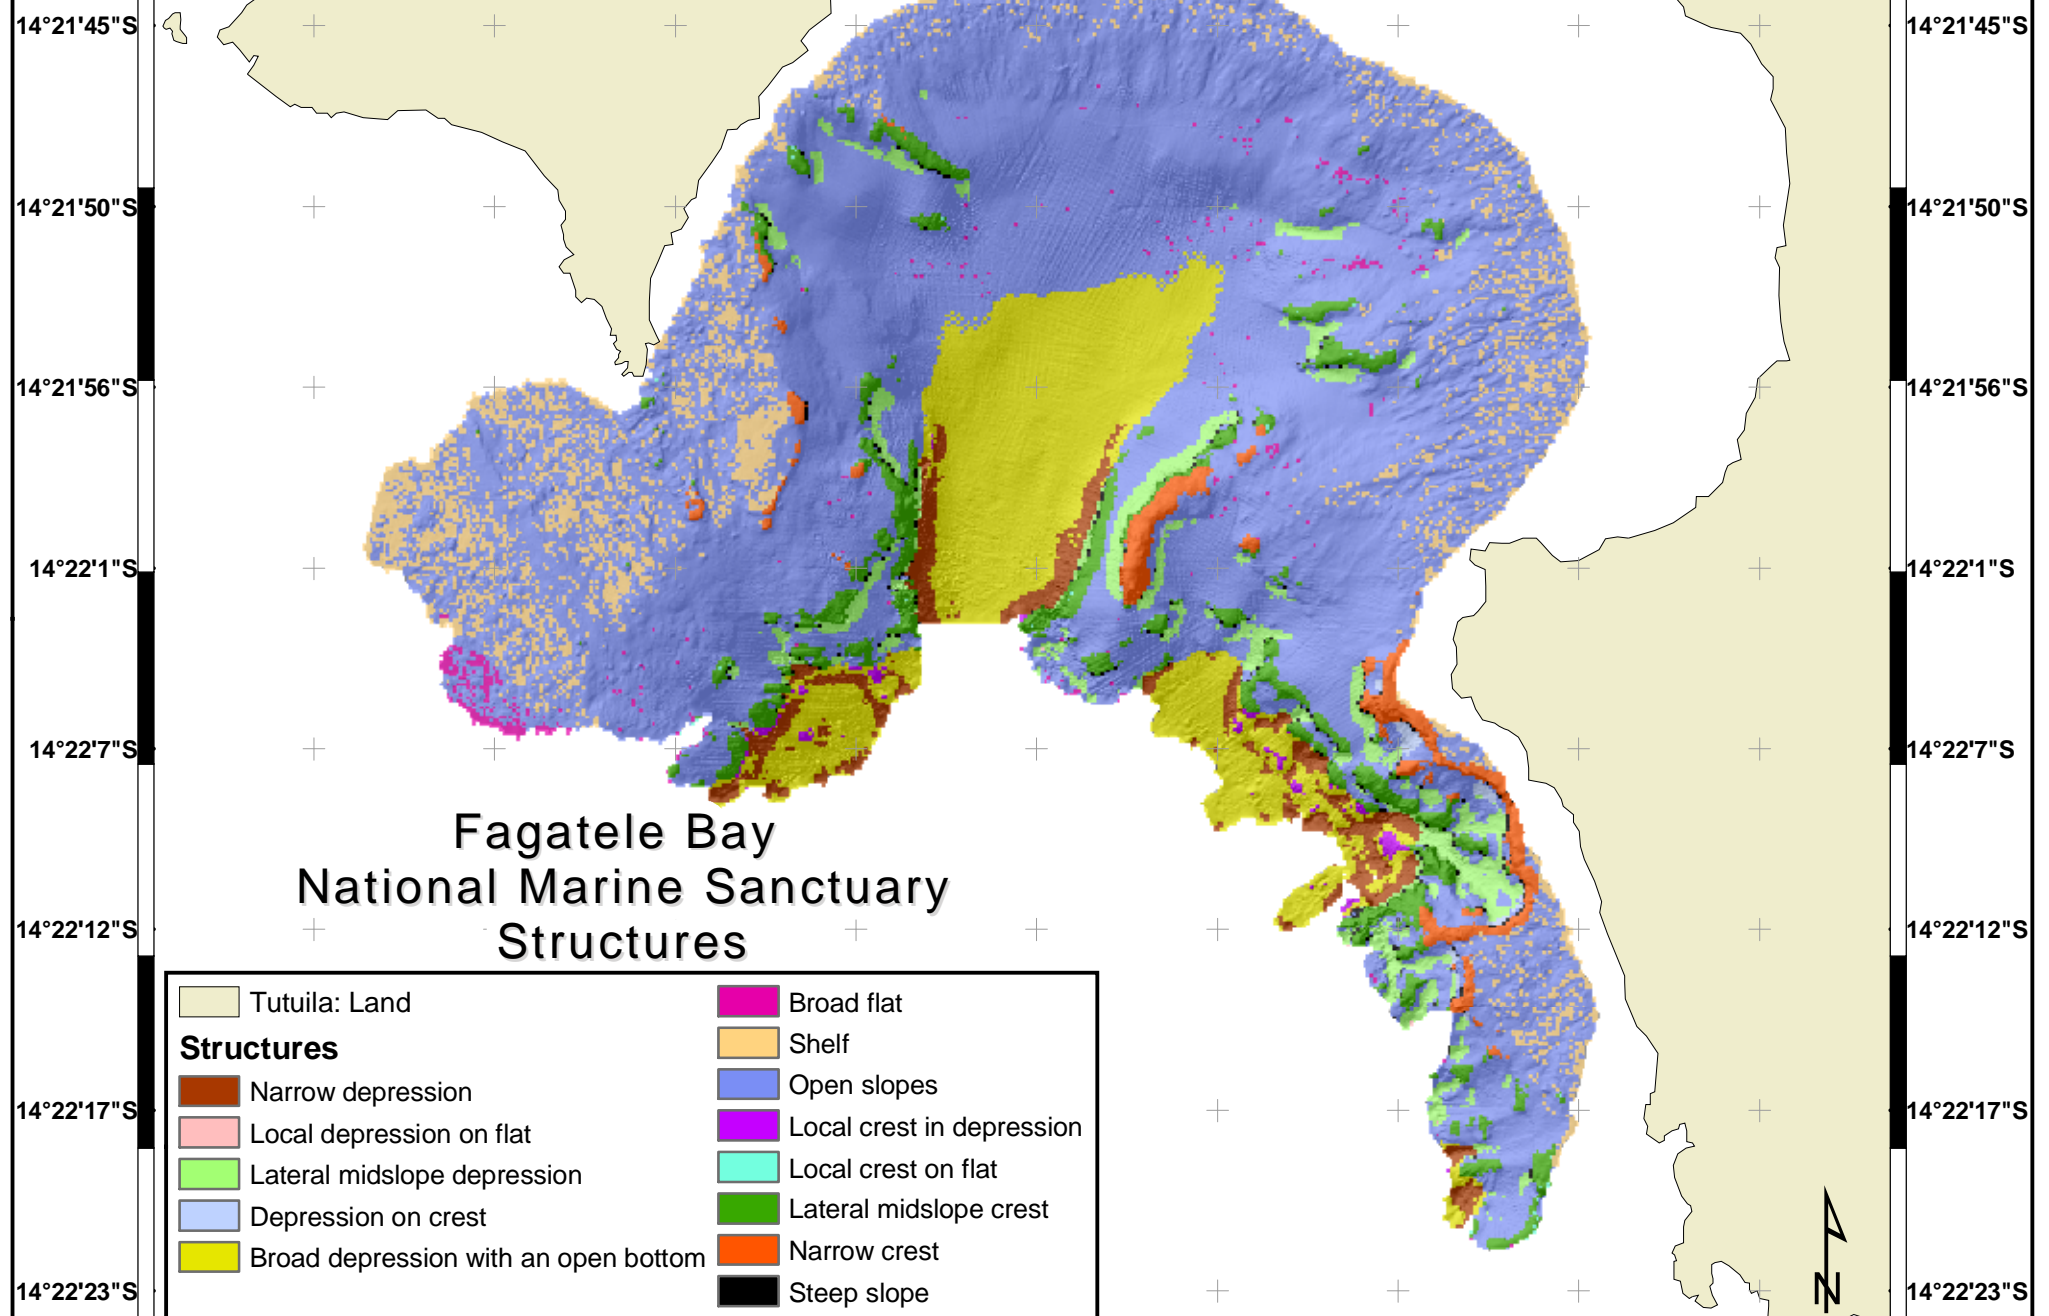 14°21'45"S
14°21'45"S
14°21'50"S
14°21'50"S
14°21'56"S
14°21'56"S
14°22'1"S
14°22'1"S
14°22'7"S
14°22'7"S
Fagatele Bay
National Marine Sanctuary
Structures
14°22'12"S
14°22'12"S
Tutuila: Land
Structures
Narrow depression
Local depression on flat
Lateral midslope depression
Depression on crest
Broad depression with an open bottom
Broad flat
Shelf
Open slopes
Local crest in depression
Local crest on flat
Lateral midslope crest
Narrow crest
Steep slope
14°22'17"S
14°22'17"S
14°22'23"S
14°22'23"S
N